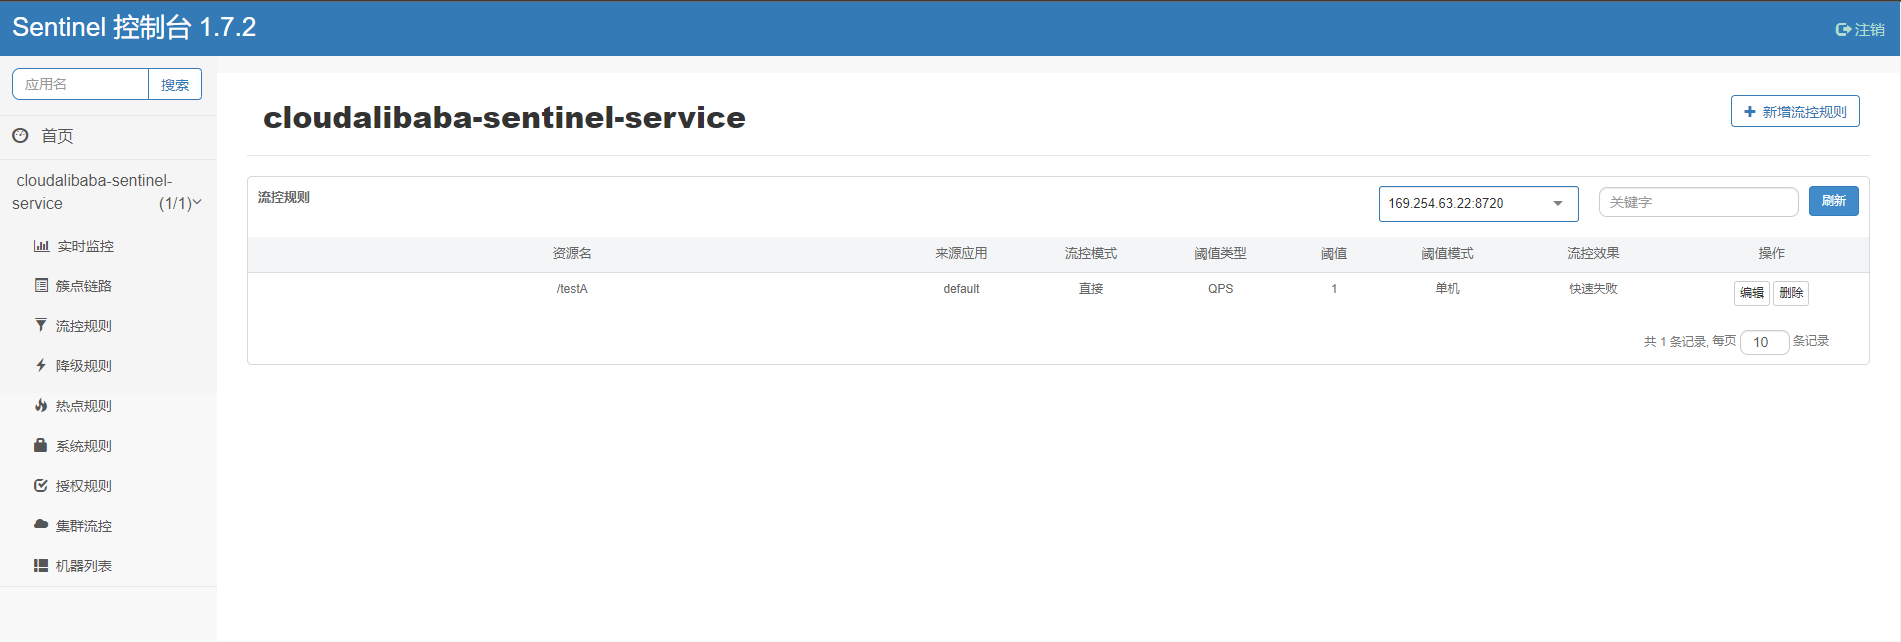 Sentinel 控制台 1.7.2
注销
应用名
搜索
首页
cloudalibaba-sentinel-
service (1/1)
实时监控
簇点链路
流控规则
降级规则
热点规则
系统规则
授权规则
集群流控
机器列表
cloudalibaba-sentinel-service
新增流控规则
流控规则
169.254.63.22:8720
关键字
刷新
资源名 来源应用 流控模式 阈值类型 阈值 阈值模式 流控效果 操作
/testA default 直接 QPS 1 单机 快速失败 编辑 删除
共 1 条记录, 每页 10 条记录